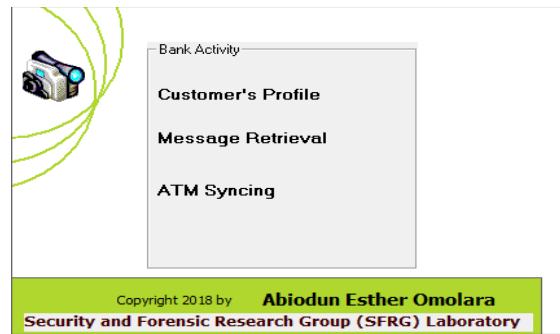 Bank Activity
Customer's Profile
Message Retrieval
ATM Syncing
Copyright 2018 by Abiodun Esther Omolara
Security and Forensic Research Group (SFRG) Laboratory